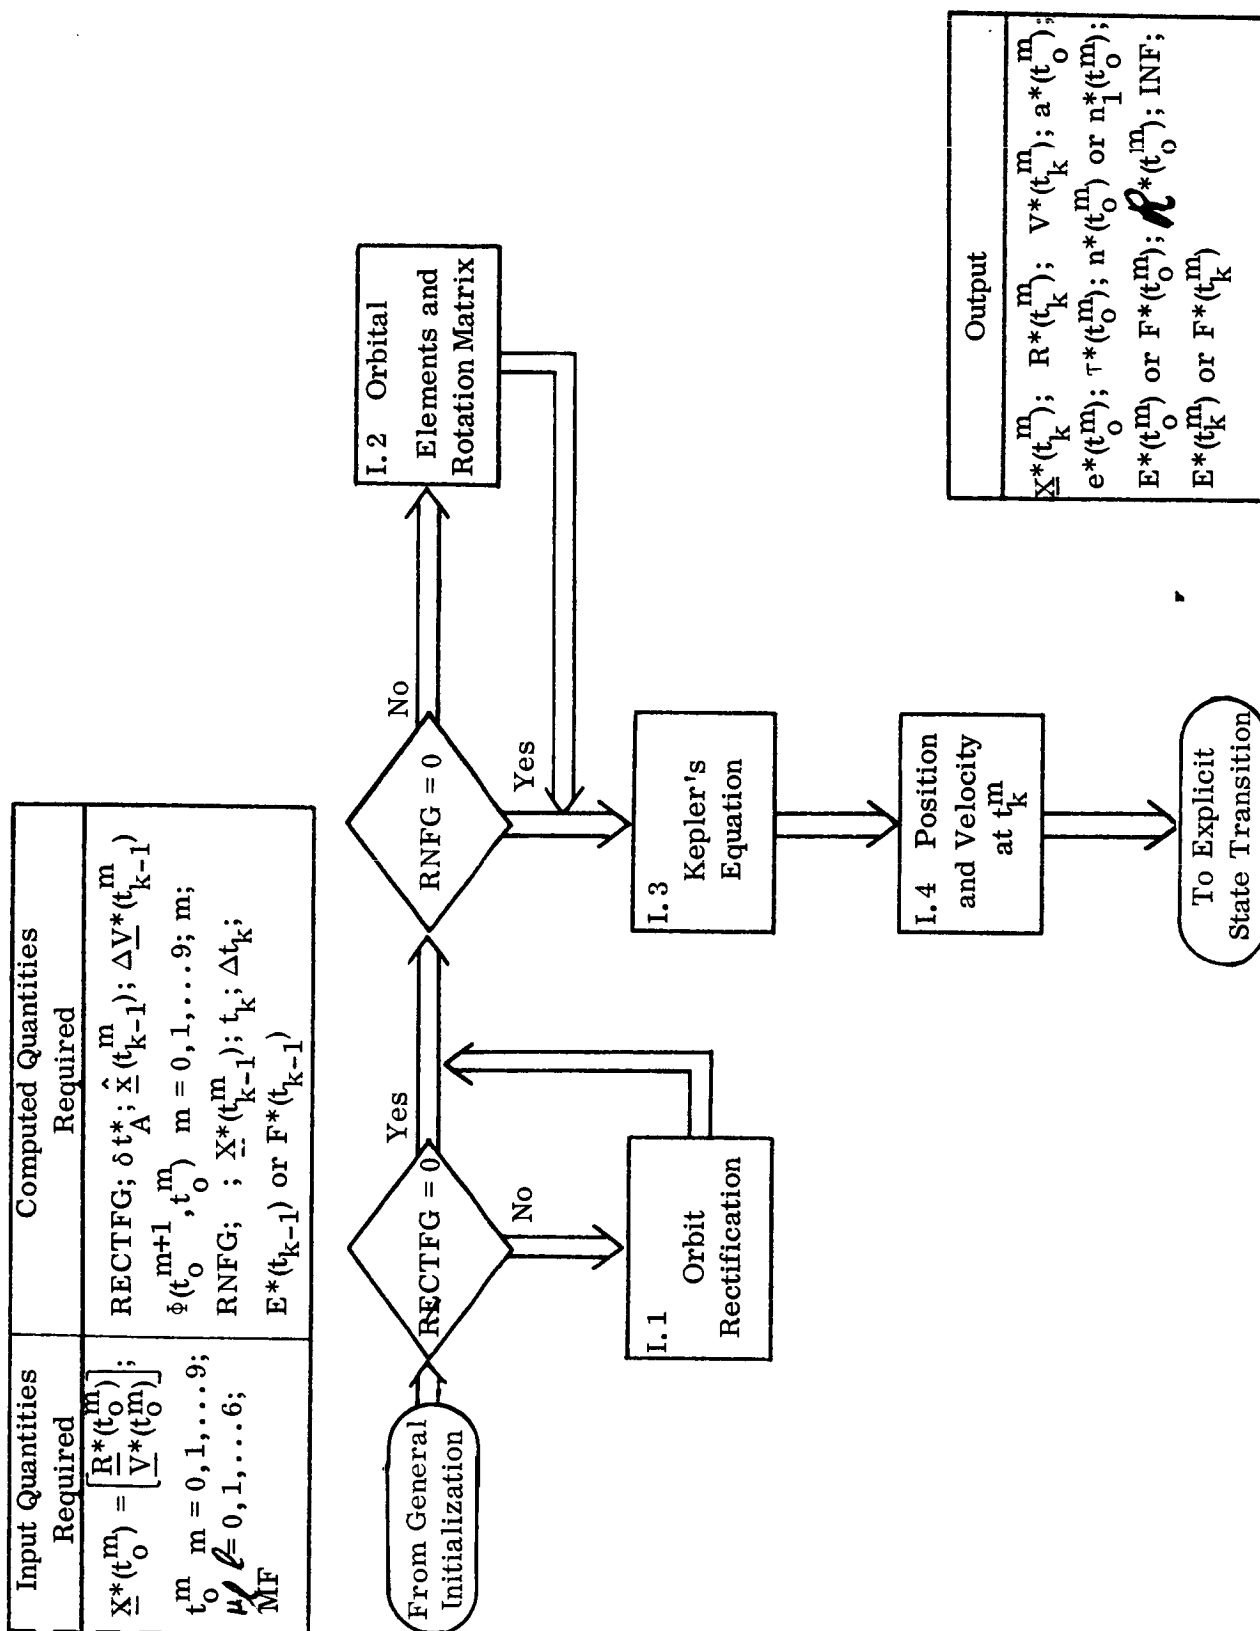 Input Quantities
Required
X*(t_o^m) = [R*(t_o^m)
V*(t_o^m)];
t_o^m m = 0,1,...9;
μ_ℓ ℓ = 0,1,...6;
MF
Computed Quantities
Required
RECTFG; δt*_A; x̂(t_{k-1}^m); ΔV*(t_{k-1}^m)
Φ(t_o^{m+1}, t_o^m) m = 0,1,...9; m;
RNFG; ; X*(t_{k-1}^m); t_k; Δt_k;
E*(t_{k-1}) or F*(t_{k-1})
From General
Initialization
RECTFG = 0
Yes
No
I.1
Orbit
Rectification
RNFG = 0
No
Yes
I.2 Orbital
Elements and
Rotation Matrix
I.3
Kepler's
Equation
I.4 Position
and Velocity
at t_k^m
To Explicit
State Transition
Output
X*(t_k^m); R*(t_k^m); V*(t_k^m); a*(t_o^m);
e*(t_o^m); τ*(t_o^m); n*(t_o^m) or n_1*(t_o^m);
E*(t_o^m) or F*(t_o^m); R*(t_o^m); INF;
E*(t_k^m) or F*(t_k^m)